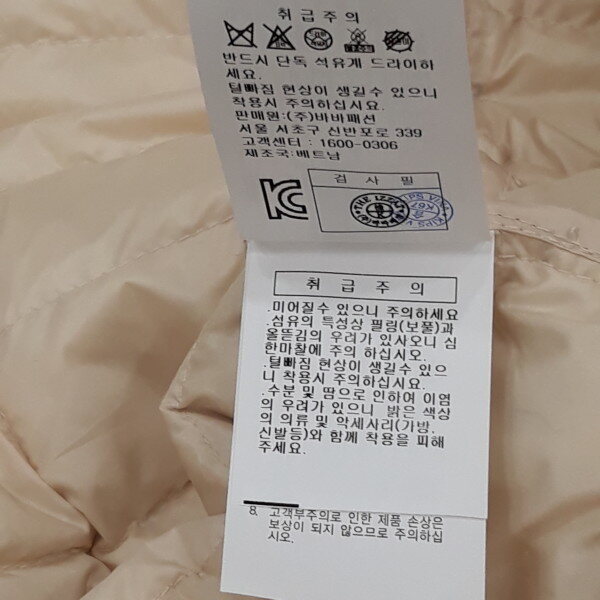 취급주의
반드시 단독 석유계 드라이하
세요.
털빠짐 현상이 생길수 있으니
착용시 주의하십시요.
판매원:(주)바바패션
서울 서초구 신반포로 339
고객센터 : 1600-0306
제조국:베트남
검 사 필
THE IZZAT
취 급 주 의
.미어질수 있으니 주의하세요
.섬유의 특성상 필링(보풀)과
올뜯김의 우려가 있사오니 심
한마찰에 주의 하십시오.
.털빠짐 현상이 생길수 있으
니 착용시 주의하십시요.
.수분 및 땀으로 인하여 이염
의 우려가 있으니 밝은 색상
의 의류 및 악세사리(가방,
신발등)와 함께 착용을 피해
주세요.
8. 고객부주의로 인한 제품 손상은
보상이 되지 않으므로 주의하십
시오.